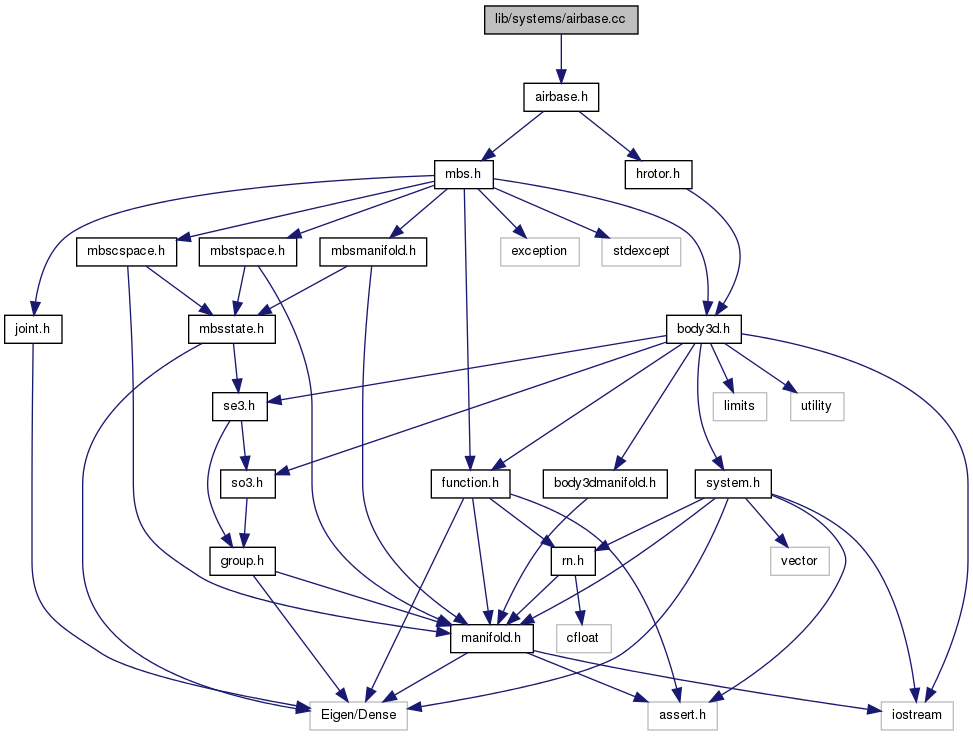 lib/systems/airbase.cc
airbase.h
mbs.h
hrotor.h
mbscspace.h
mbstspace.h
mbsmanifold.h
exception
stdexcept
joint.h
mbsstate.h
body3d.h
se3.h
limits
utility
so3.h
function.h
body3dmanifold.h
system.h
group.h
rn.h
vector
manifold.h
cfloat
Eigen/Dense
assert.h
iostream